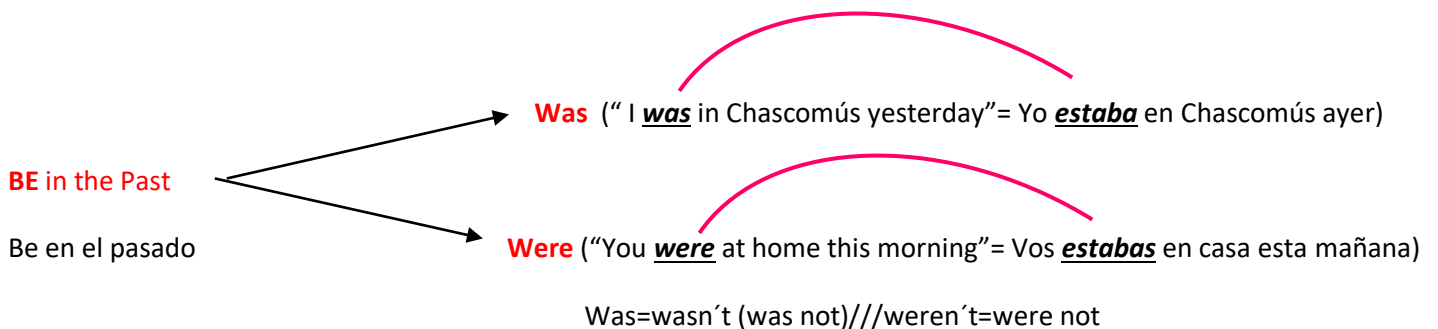 Was (“ I was in Chascomús yesterday”= Yo estaba en Chascomús ayer)
BE in the Past
Be en el pasado
Were (“You were at home this morning”= Vos estabas en casa esta mañana)
Was=wasn´t (was not)///weren´t=were not